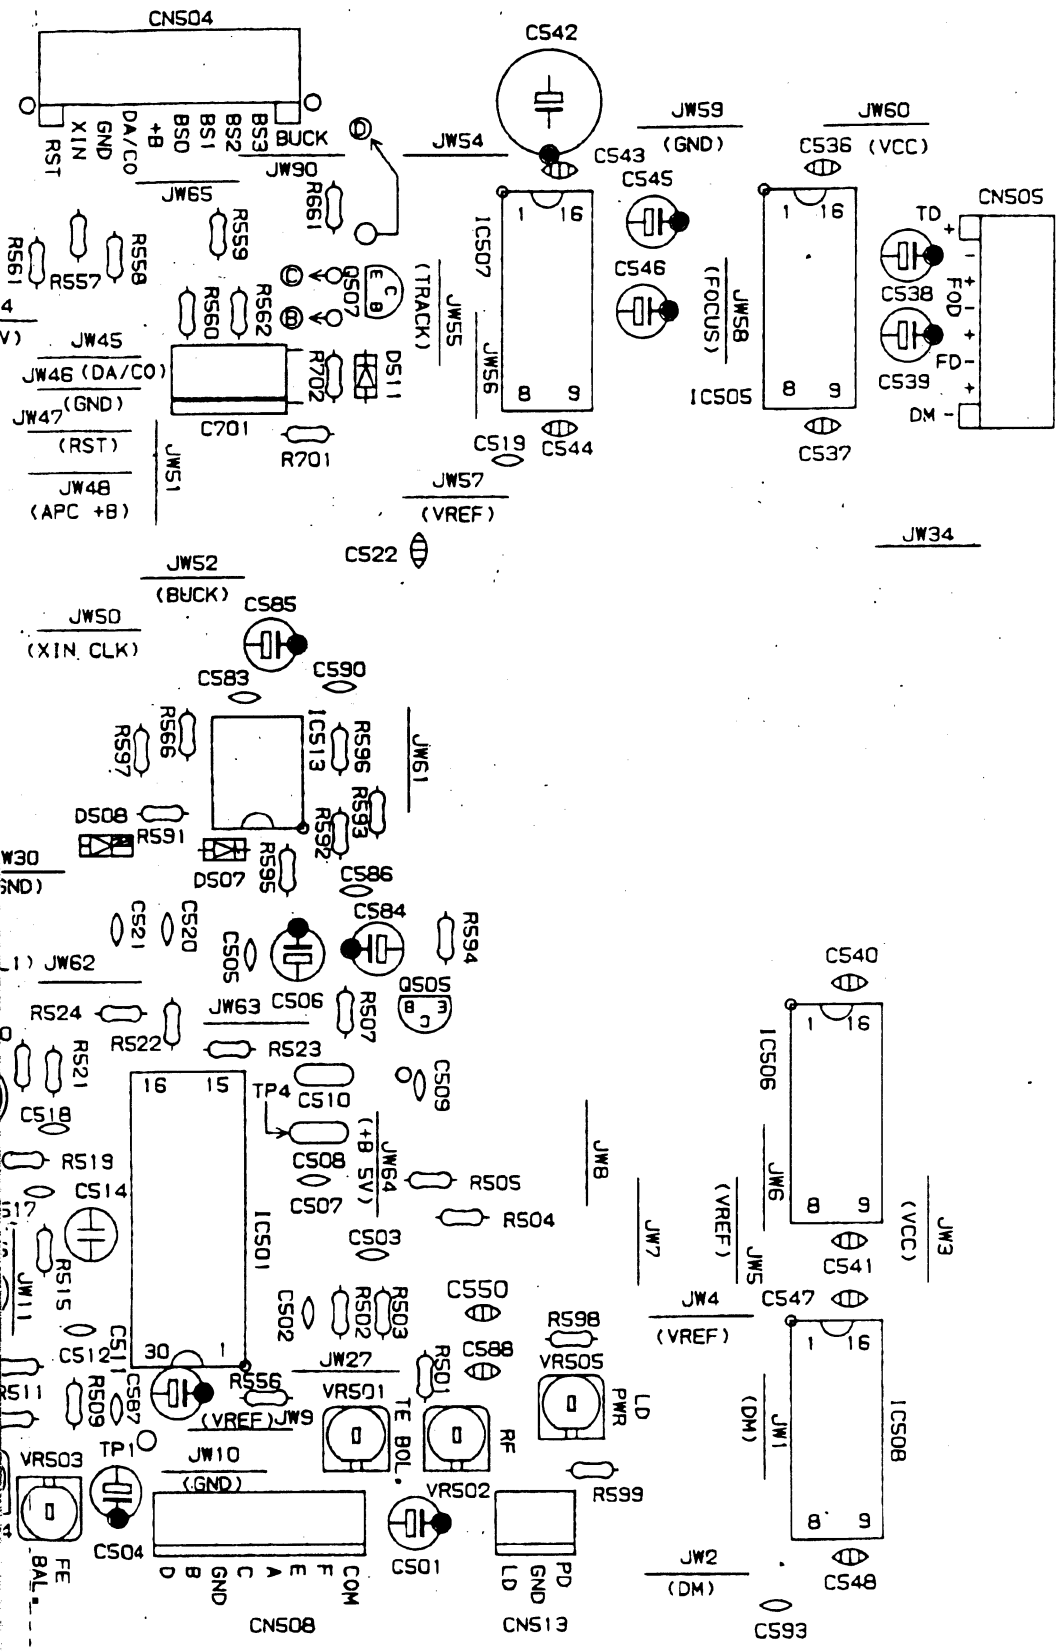 CN504
C542
RST
XIN
GND
DA/CO
+B
BS0
BS1
BS2
BS3
BUCK
JW90
JW54
JW59
(GND)
JW60
(VCC)
C536
C543
C545
JW65
R661
D
CN505
TD
+
-
FOD
+
-
+
FD-
+
DM-
1 16
IC507
1 16
R561
R557
R558
R559
C
B
Q507
E
C
B
(TRACK)
JW55
C546
(FOCUS)
JW58
C538
C539
4
V)
R560
R562
JW45
JW46 (DA/CO)
(GND)
JW47
(RST)
JW48
(APC +B)
JW51
C701
R702
D511
R701
JW56
8 9
C519
C544
IC505
8 9
C537
JW57
(VREF)
C522
JW34
JW52
(BUCK)
JW50
(XIN CLK)
C585
C583
C590
R597
R566
IC513
R596
JW61
D508
R591
R592
R593
W30
GND)
D507
R595
C586
C584
C521
C520
C505
C506
R594
L1)
JW62
R524
R522
JW63
R507
Q505
B
C
E
C540
R523
R521
16 15
TP4
C510
C509
IC506
1 16
C518
R519
C508
C507
(+B 5V)
JW64
R505
R504
JW8
C514
517
IC501
C503
JW7
(VREF)
JW5
JW6
8 9
(VCC)
JW3
C541
JW11
R515
C502
R502
R503
C550
JW4
(VREF)
C547
C512
C511
30 1
JW27
R501
C588
R598
VR505
LD
PWR
1 16
R511
R509
C587
R556
(VREF)
JW9
VR501
TE BOL.
RF
VR502
JW1
(DM)
IC508
VR503
TP1
JW10
(GND)
R599
8 9
4
FE
BAL.
C504
D
B
GND
C
A
E
F
COM
CN508
C501
LD
GND
PD
CN513
JW2
(DM)
C548
C593